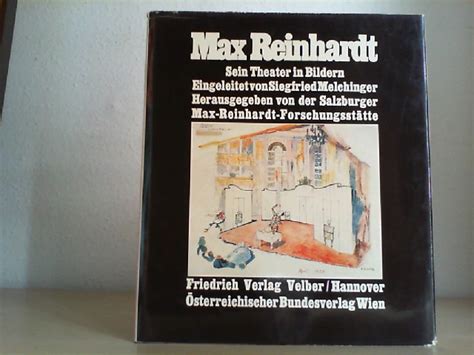 Max Reinhardt
Sein Theater in Bildern
Eingeleitet von Siegfried Melchinger
Herausgegeben von der Salzburger
Max-Reinhardt-Forschungsstätte
Friedrich Verlag Velber/Hannover
Österreichischer Bundesverlag Wien